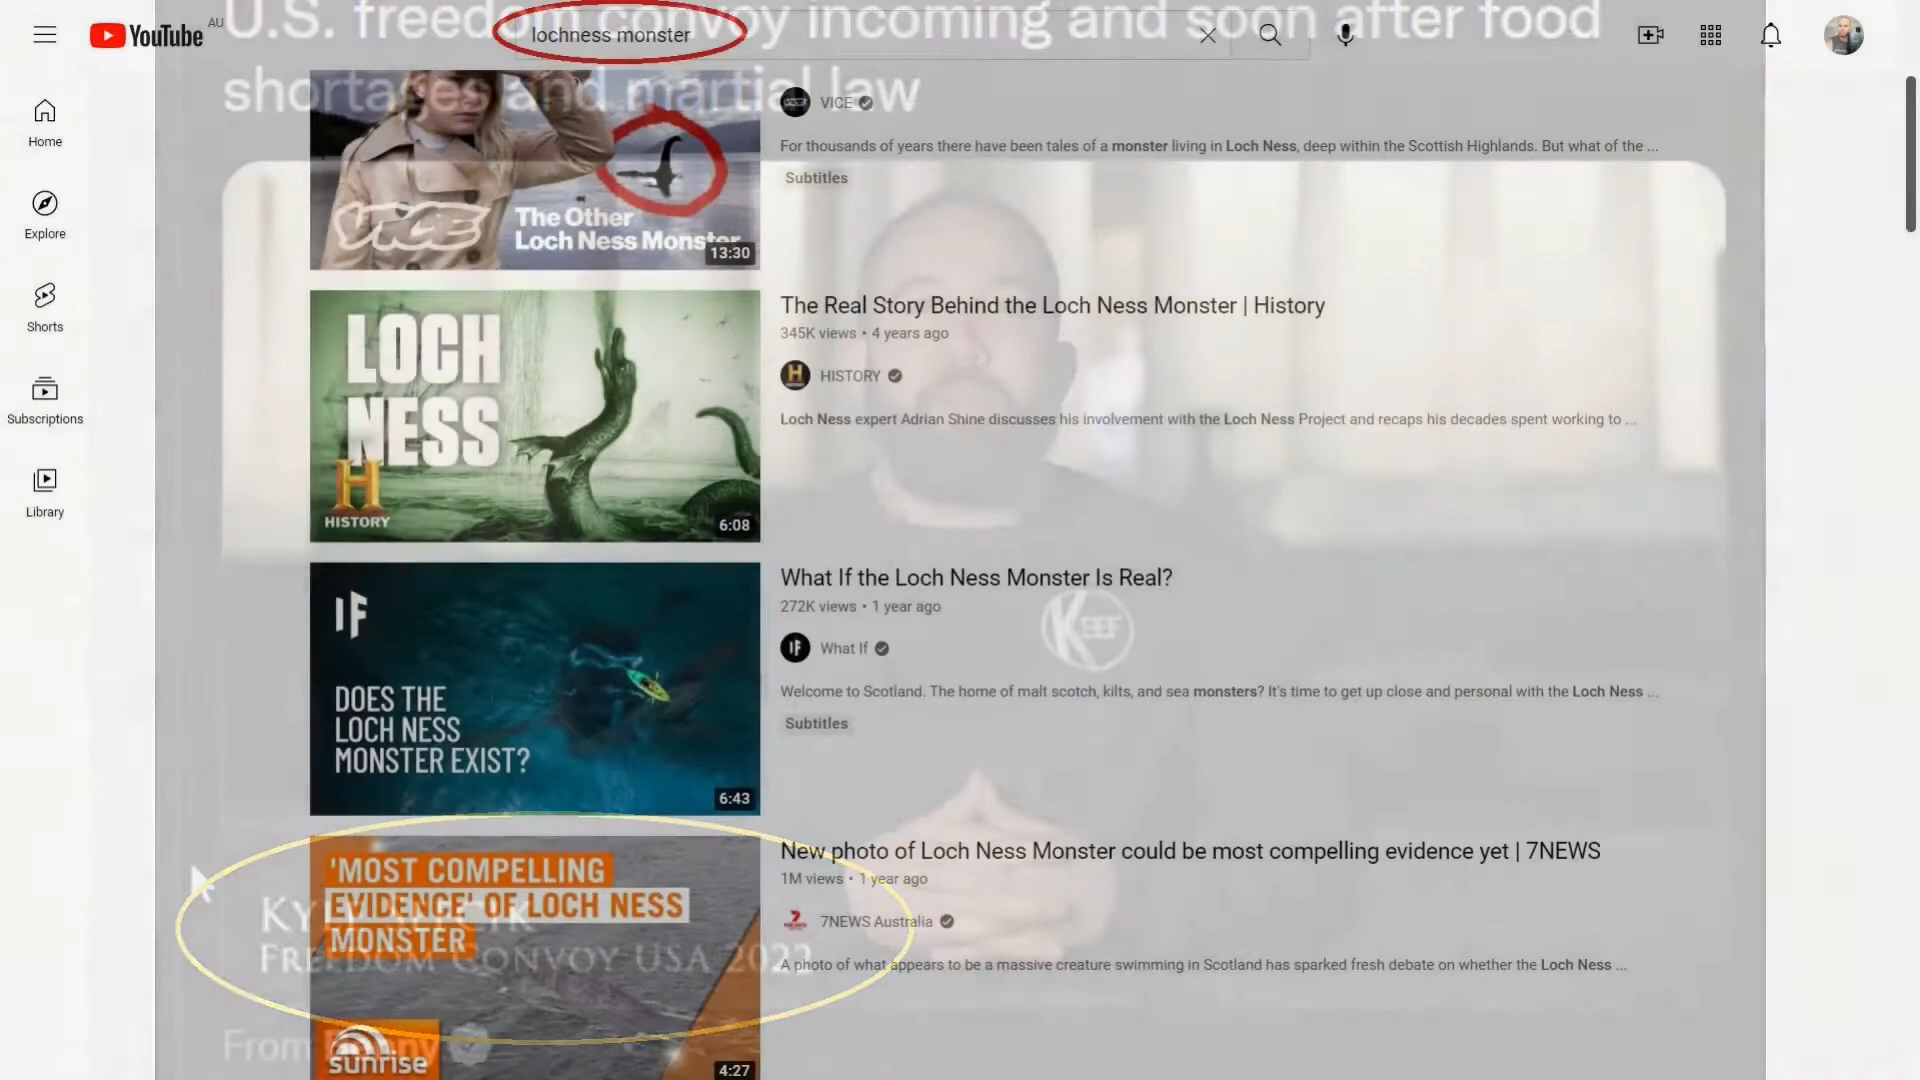 U.S. freedom convoy incoming and soon after food
shortages and martial law
AU
YouTube
lochness monster
Home
Explore
Shorts
Subscriptions
Library
VICE
The Other
Loch Ness Monster
13:30
VICE
For thousands of years there have been tales of a monster living in Loch Ness, deep within the Scottish Highlands. But what of the ...
Subtitles
LOCH
NESS
H
HISTORY
6:08
The Real Story Behind the Loch Ness Monster | History
345K views • 4 years ago
H
HISTORY
Loch Ness expert Adrian Shine discusses his involvement with the Loch Ness Project and recaps his decades spent working to ...
IF
DOES THE
LOCH NESS
MONSTER EXIST?
6:43
What If the Loch Ness Monster Is Real?
272K views • 1 year ago
IF
What If
Welcome to Scotland. The home of malt scotch, kilts, and sea monsters? It's time to get up close and personal with the Loch Ness ...
Subtitles
KEEF
'MOST COMPELLING
EVIDENCE' OF LOCH NESS
MONSTER
sunrise
4:27
New photo of Loch Ness Monster could be most compelling evidence yet | 7NEWS
1M views • 1 year ago
7NEWS Australia
A photo of what appears to be a massive creature swimming in Scotland has sparked fresh debate on whether the Loch Ness ...
FREEDOM CONVOY USA 2022
From